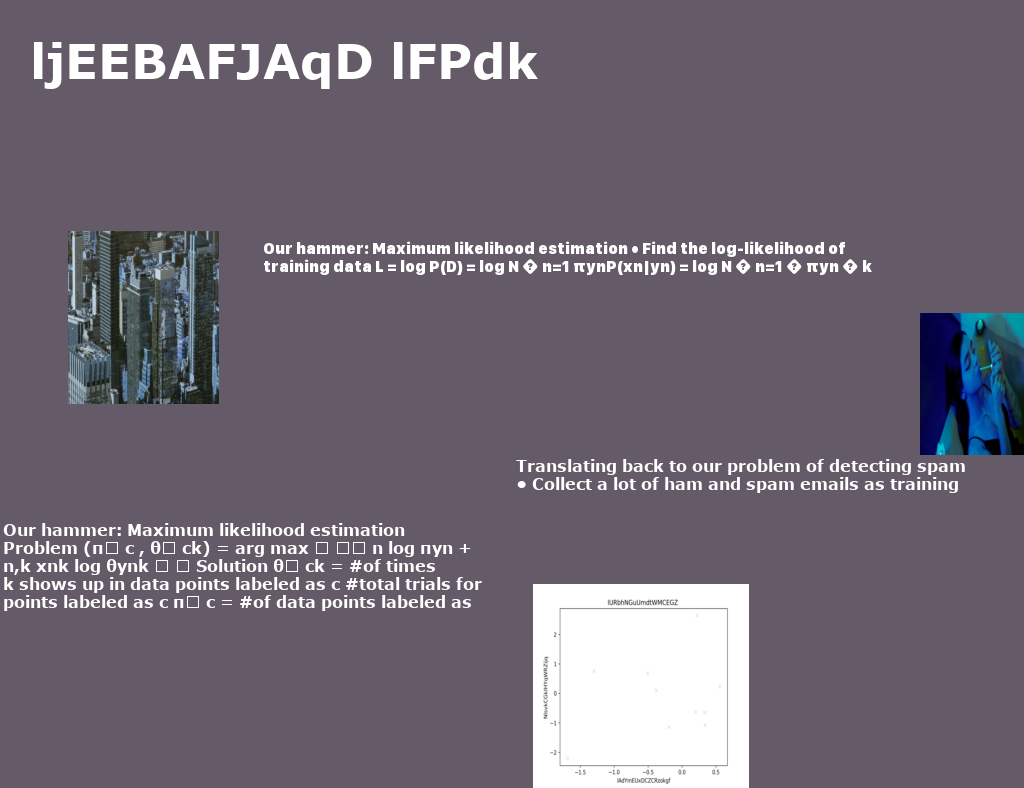 ljEEBAFJAqD lFPdk
Our hammer: Maximum likelihood estimation • Find the log-likelihood of
training data L = log P(D) = log N � n=1 πynP(xn|yn) = log N � n=1 � πyn � k
Translating back to our problem of detecting spam
• Collect a lot of ham and spam emails as training
Our hammer: Maximum likelihood estimation
Problem (π□ c , θ□ ck) = arg max □ □□ n log πyn +
n,k xnk log θynk □ □ Solution θ□ ck = #of times
k shows up in data points labeled as c #total trials for
points labeled as c π□ c = #of data points labeled as
2
1
0
−1
−2
−1.5 −1.0 −0.5 0.0 0.5